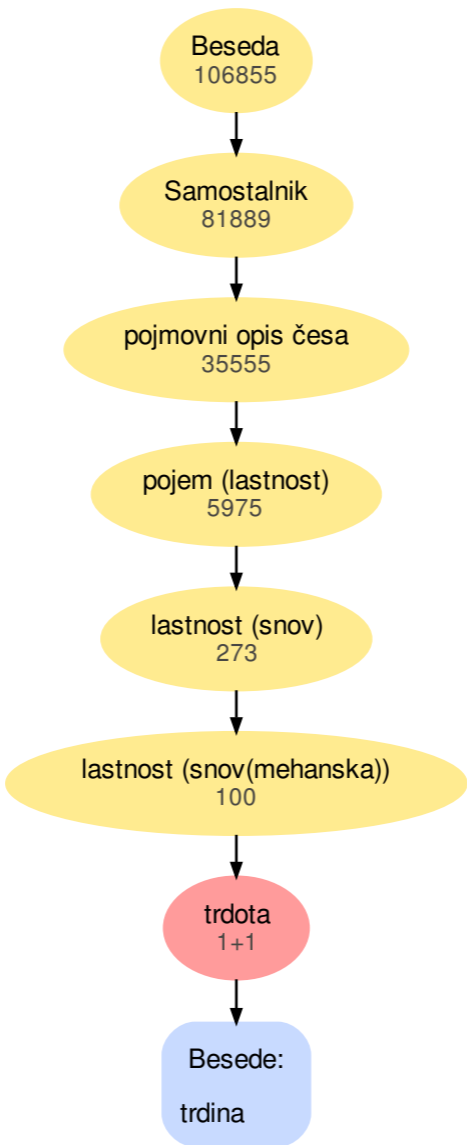 Beseda
106855
Samostalnik
81889
pojmovni opis česa
35555
pojem (lastnost)
5975
lastnost (snov)
273
lastnost (snov(mehanska))
100
trdota
1+1
Besede:
trdina